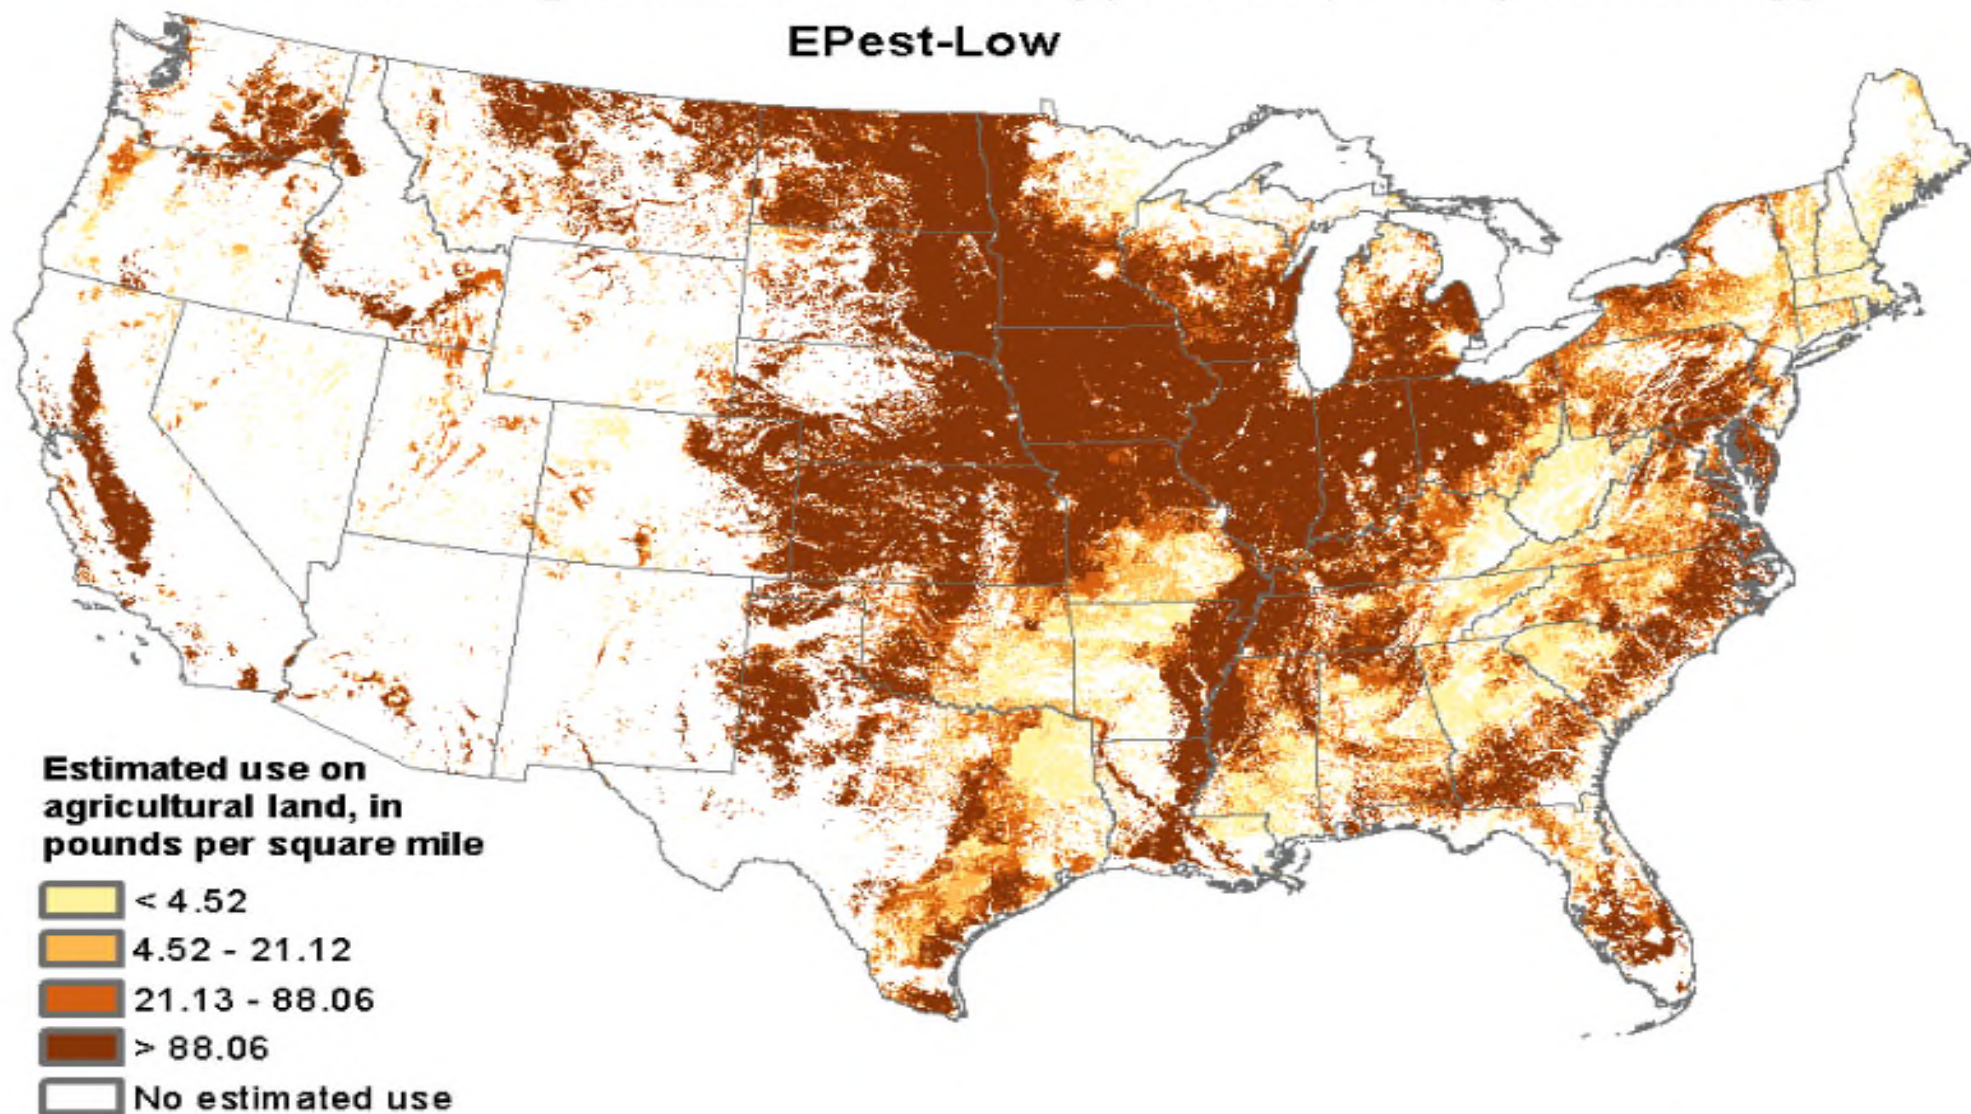 EPest-Low
Estimated use on
agricultural land, in
pounds per square mile
< 4.52
4.52 - 21.12
21.13 - 88.06
> 88.06
No estimated use